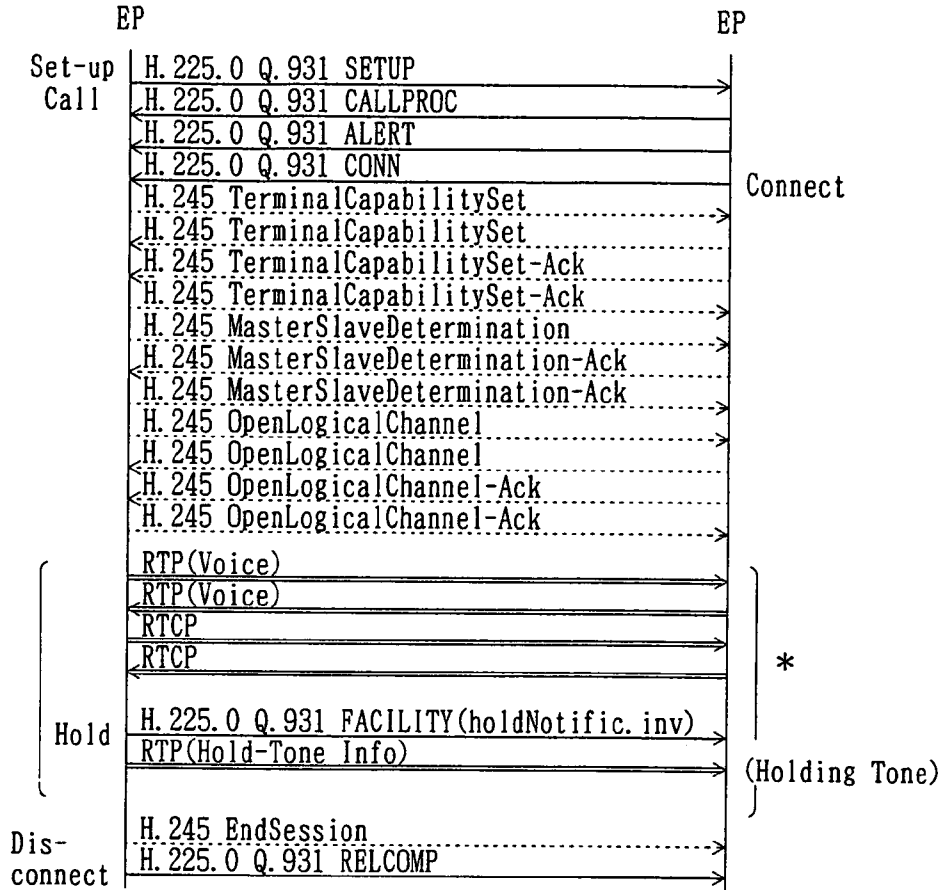 EP EP
Set-up H.225.0 Q.931 SETUP
Call H.225.0 Q.931 CALLPROC
H.225.0 Q.931 ALERT
H.225.0 Q.931 CONN
Connect
H.245 TerminalCapabilitySet
H.245 TerminalCapabilitySet
H.245 TerminalCapabilitySet-Ack
H.245 TerminalCapabilitySet-Ack
H.245 MasterSlaveDetermination
H.245 MasterSlaveDetermination-Ack
H.245 MasterSlaveDetermination-Ack
H.245 OpenLogicalChannel
H.245 OpenLogicalChannel
H.245 OpenLogicalChannel-Ack
H.245 OpenLogicalChannel-Ack
RTP(Voice)
RTP(Voice)
RTCP
RTCP
*
Hold H.225.0 Q.931 FACILITY(holdNotific.inv)
RTP(Hold-Tone Info) (Holding Tone)
H.245 EndSession
Dis-
connect H.225.0 Q.931 RELCOMP